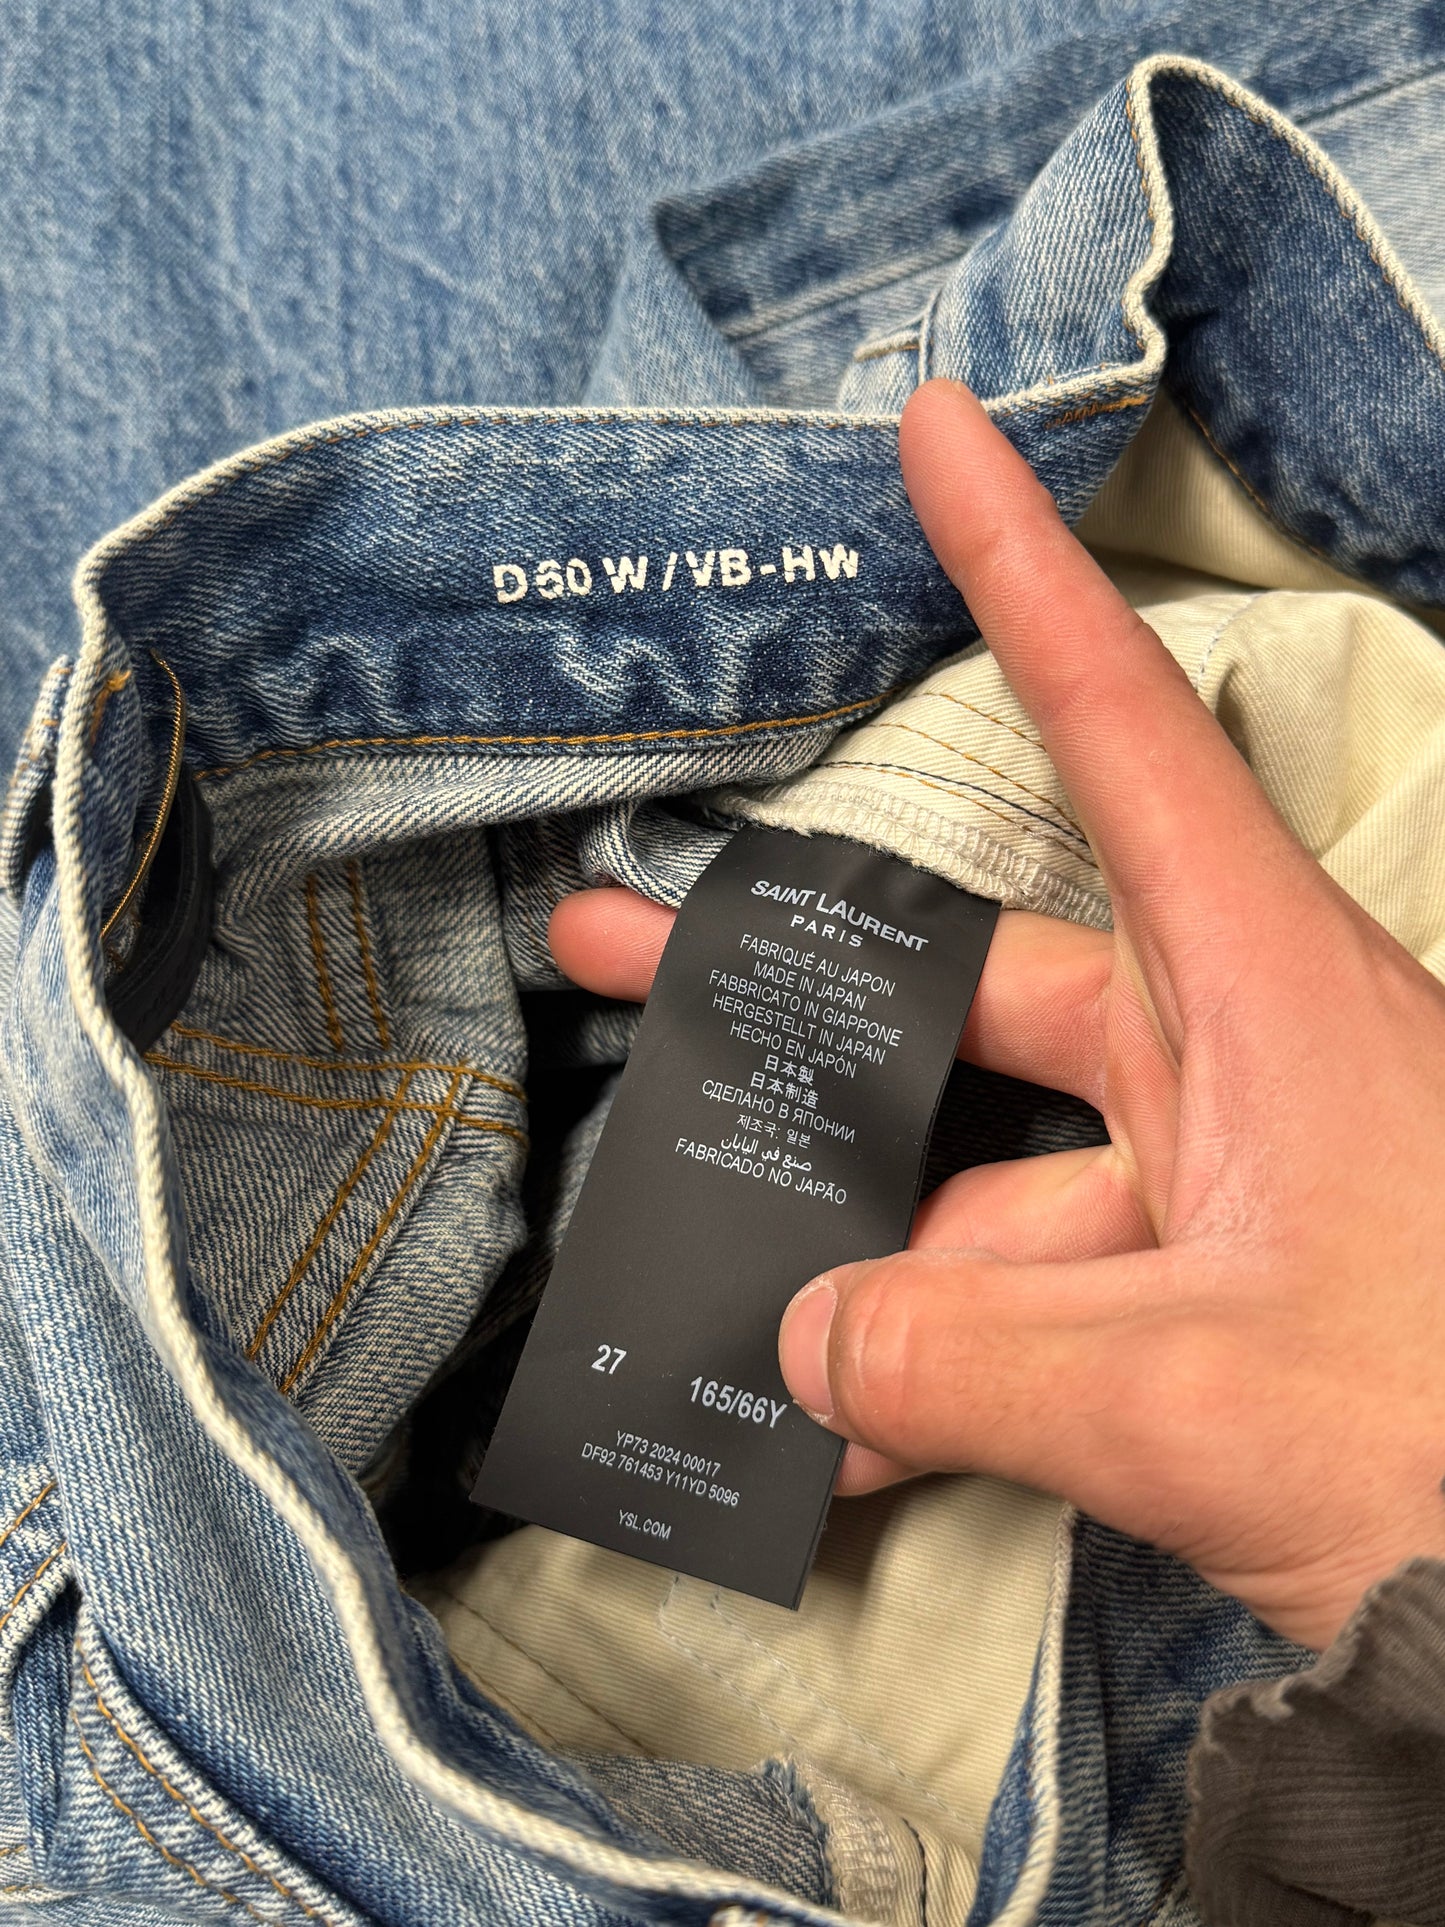 D60 W / VB-HW
SAINT LAURENT
PARIS
FABRIQUÉ AU JAPON
MADE IN JAPAN
FABBRICATO IN GIAPPONE
HERGESTELLT IN JAPAN
HECHO EN JAPÓN
日本製
日本制造
СДЕЛАНО В ЯПОНИИ
제조국: 일본
صنع في اليابان
FABRICADO NO JAPÃO
27 165/66Y
YP73 2024 00017
DF92 761453 Y11YD 5096
YSL.COM